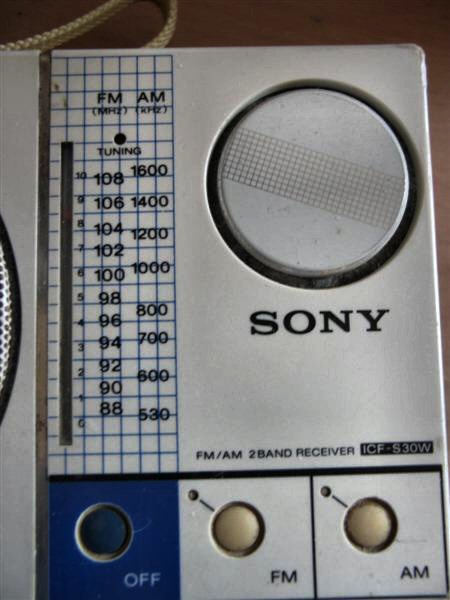 FM AM
(MHz) (kHz)
TUNING
10 108 1600
9 106 1400
8 104 1200
7 102
6 100 1000
5 98
4 96 800
3 94 700
2 92 600
1 90
0 88 530
SONY
FM/AM 2BAND RECEIVER ICF-S30W
OFF FM AM